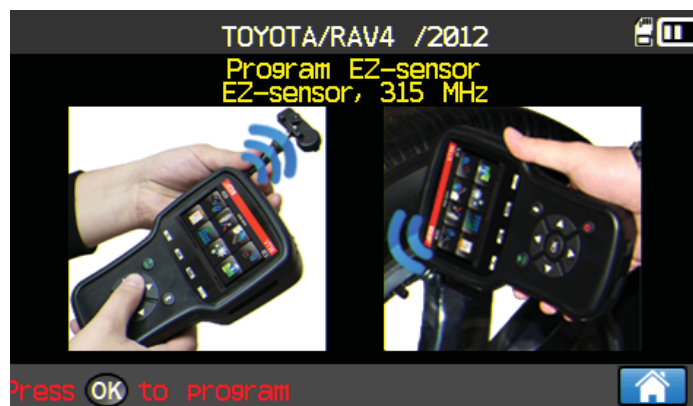 TOYOTA/RAV4 /2012
Program EZ-sensor
EZ-sensor, 315 MHz
Press OK to program